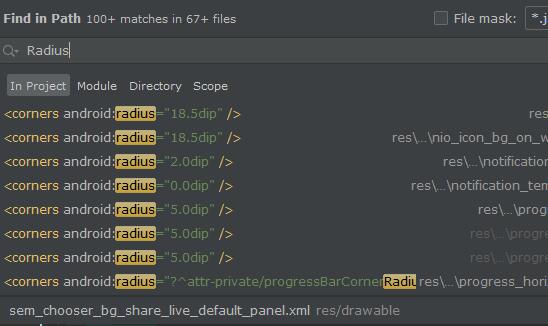 Find in Path 100+ matches in 67+ files File mask: *.j
Radius
In Project Module Directory Scope
<corners android:radius="18.5dip" /> res
<corners android:radius="18.5dip" /> res\...\nio_icon_bg_on_w
<corners android:radius="2.0dip" /> res\...\notification
<corners android:radius="0.0dip" /> res\...\notification_tem
<corners android:radius="5.0dip" /> res\...\progr
<corners android:radius="5.0dip" /> res\...\progre
<corners android:radius="5.0dip" /> res\...\progre
<corners android:radius="?^attr-private/progressBarCornerRadiu res\...\progress_horiz
sem_chooser_bg_share_live_default_panel.xml res/drawable